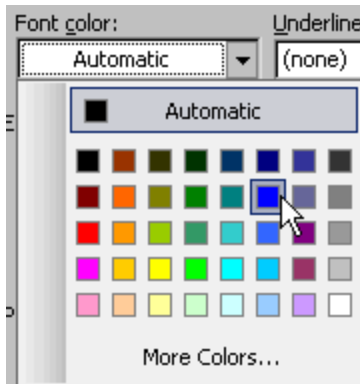 Font color: Underline
Automatic (none)
Automatic
More Colors...